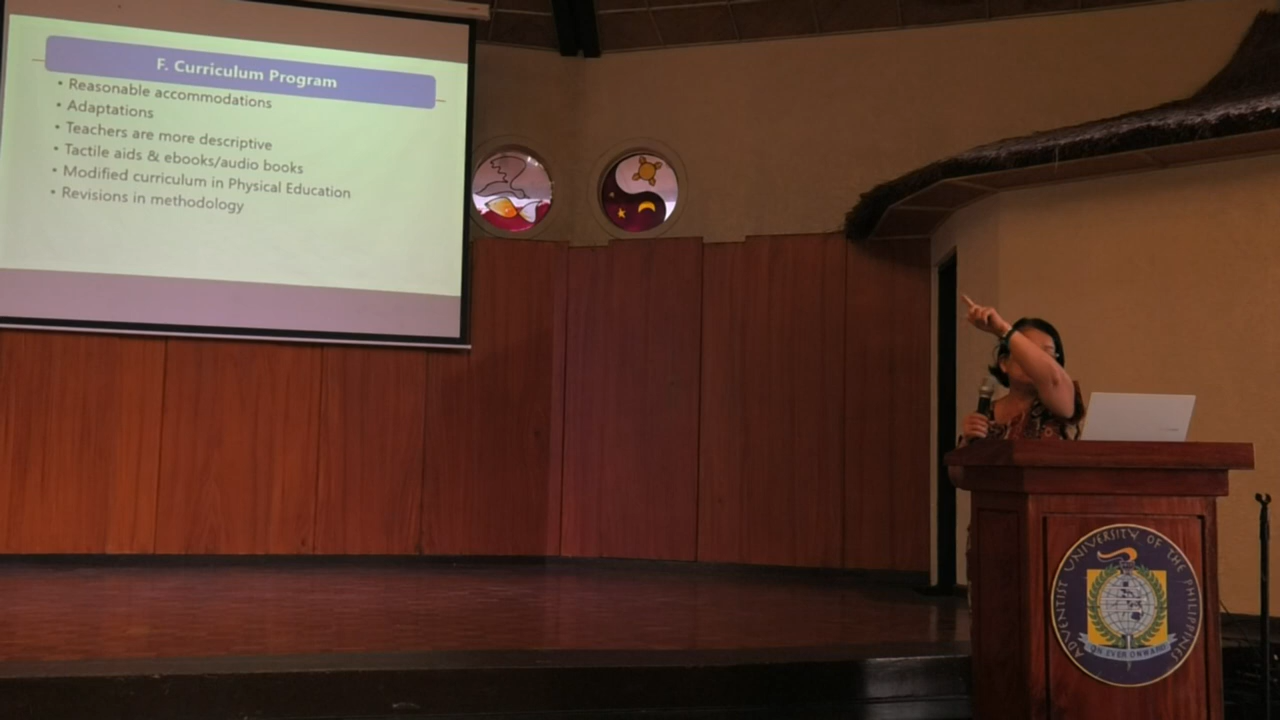 F. Curriculum Program
• Reasonable accommodations
• Adaptations
• Teachers are more descriptive
• Tactile aids & ebooks/audio books
• Modified curriculum in Physical Education
• Revisions in methodology
ADVENTIST UNIVERSITY OF THE PHILIPPINES
ON EVER ONWARD